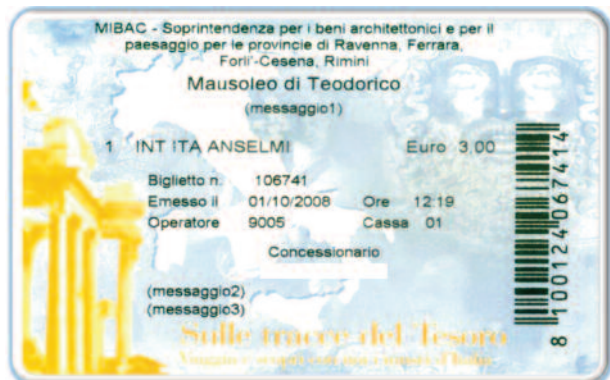 MIBAC - Soprintendenza per i beni architettonici e per il
paesaggio per le provincie di Ravenna, Ferrara,
Forli'-Cesena, Rimini
Mausoleo di Teodorico
(messaggio1)
1 INT ITA ANSELMI Euro 3,00
Biglietto n. 106741
Emesso il 01/10/2008 Ore 12:19
Operatore 9005 Cassa 01
Concessionario
(messaggio2)
(messaggio3)
Sulle tracce del Tesoro
8 100124 067414